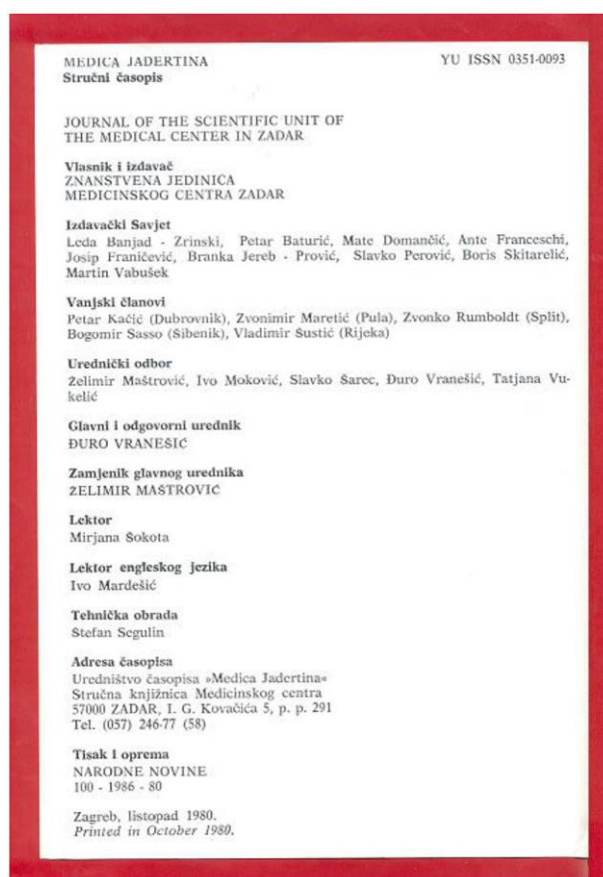 MEDICA JADERTINA
YU ISSN 0351-0093
Stručni časopis
JOURNAL OF THE SCIENTIFIC UNIT OF
THE MEDICAL CENTER IN ZADAR
Vlasnik i izdavač
ZNANSTVENA JEDINICA
MEDICINSKOG CENTRA ZADAR
Izdavački Savjet
Leda Banjad - Zrinski, Petar Baturić, Mate Domančić, Ante Franceschi,
Josip Franičević, Branka Jereb - Prović, Slavko Perović, Boris Skitarelić,
Martin Vabušek
Vanjski članovi
Petar Kačić (Dubrovnik), Zvonimir Maretić (Pula), Zvonko Rumboldt (Split),
Bogomir Sasso (Šibenik), Vladimir Šustić (Rijeka)
Urednički odbor
Želimir Maštrović, Ivo Moković, Slavko Šarec, Đuro Vranešić, Tatjana Vu-
kelić
Glavni i odgovorni urednik
ĐURO VRANEŠIĆ
Zamjenik glavnog urednika
ŽELIMIR MAŠTROVIĆ
Lektor
Mirjana Šokota
Lektor engleskog jezika
Ivo Mardešić
Tehnička obrada
Štefan Segulin
Adresa časopisa
Uredništvo časopisa »Medica Jadertina«
Stručna knjižnica Medicinskog centra
57000 ZADAR, I. G. Kovačića 5, p. p. 291
Tel. (057) 246-77 (58)
Tisak i oprema
NARODNE NOVINE
100 - 1986 - 80
Zagreb, listopad 1980.
Printed in October 1980.